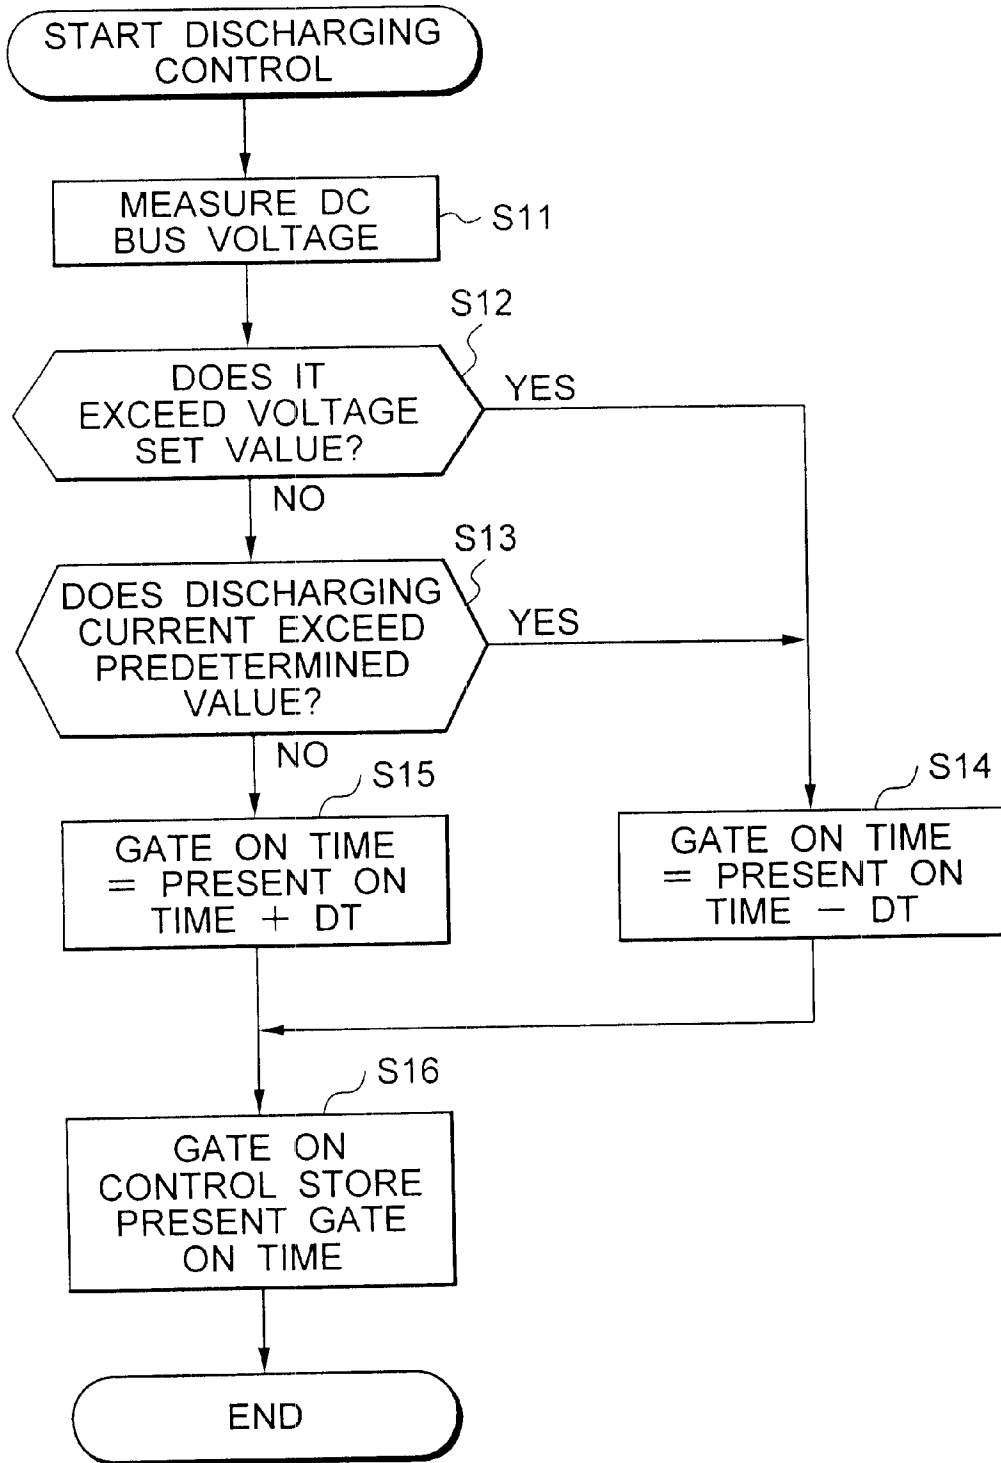 START DISCHARGING
CONTROL
MEASURE DC
BUS VOLTAGE
S11
S12
DOES IT
EXCEED VOLTAGE
SET VALUE?
YES
NO
S13
DOES DISCHARGING
CURRENT EXCEED
PREDETERMINED
VALUE?
YES
NO
S15
GATE ON TIME
= PRESENT ON
TIME + DT
S14
GATE ON TIME
= PRESENT ON
TIME − DT
S16
GATE ON
CONTROL STORE
PRESENT GATE
ON TIME
END